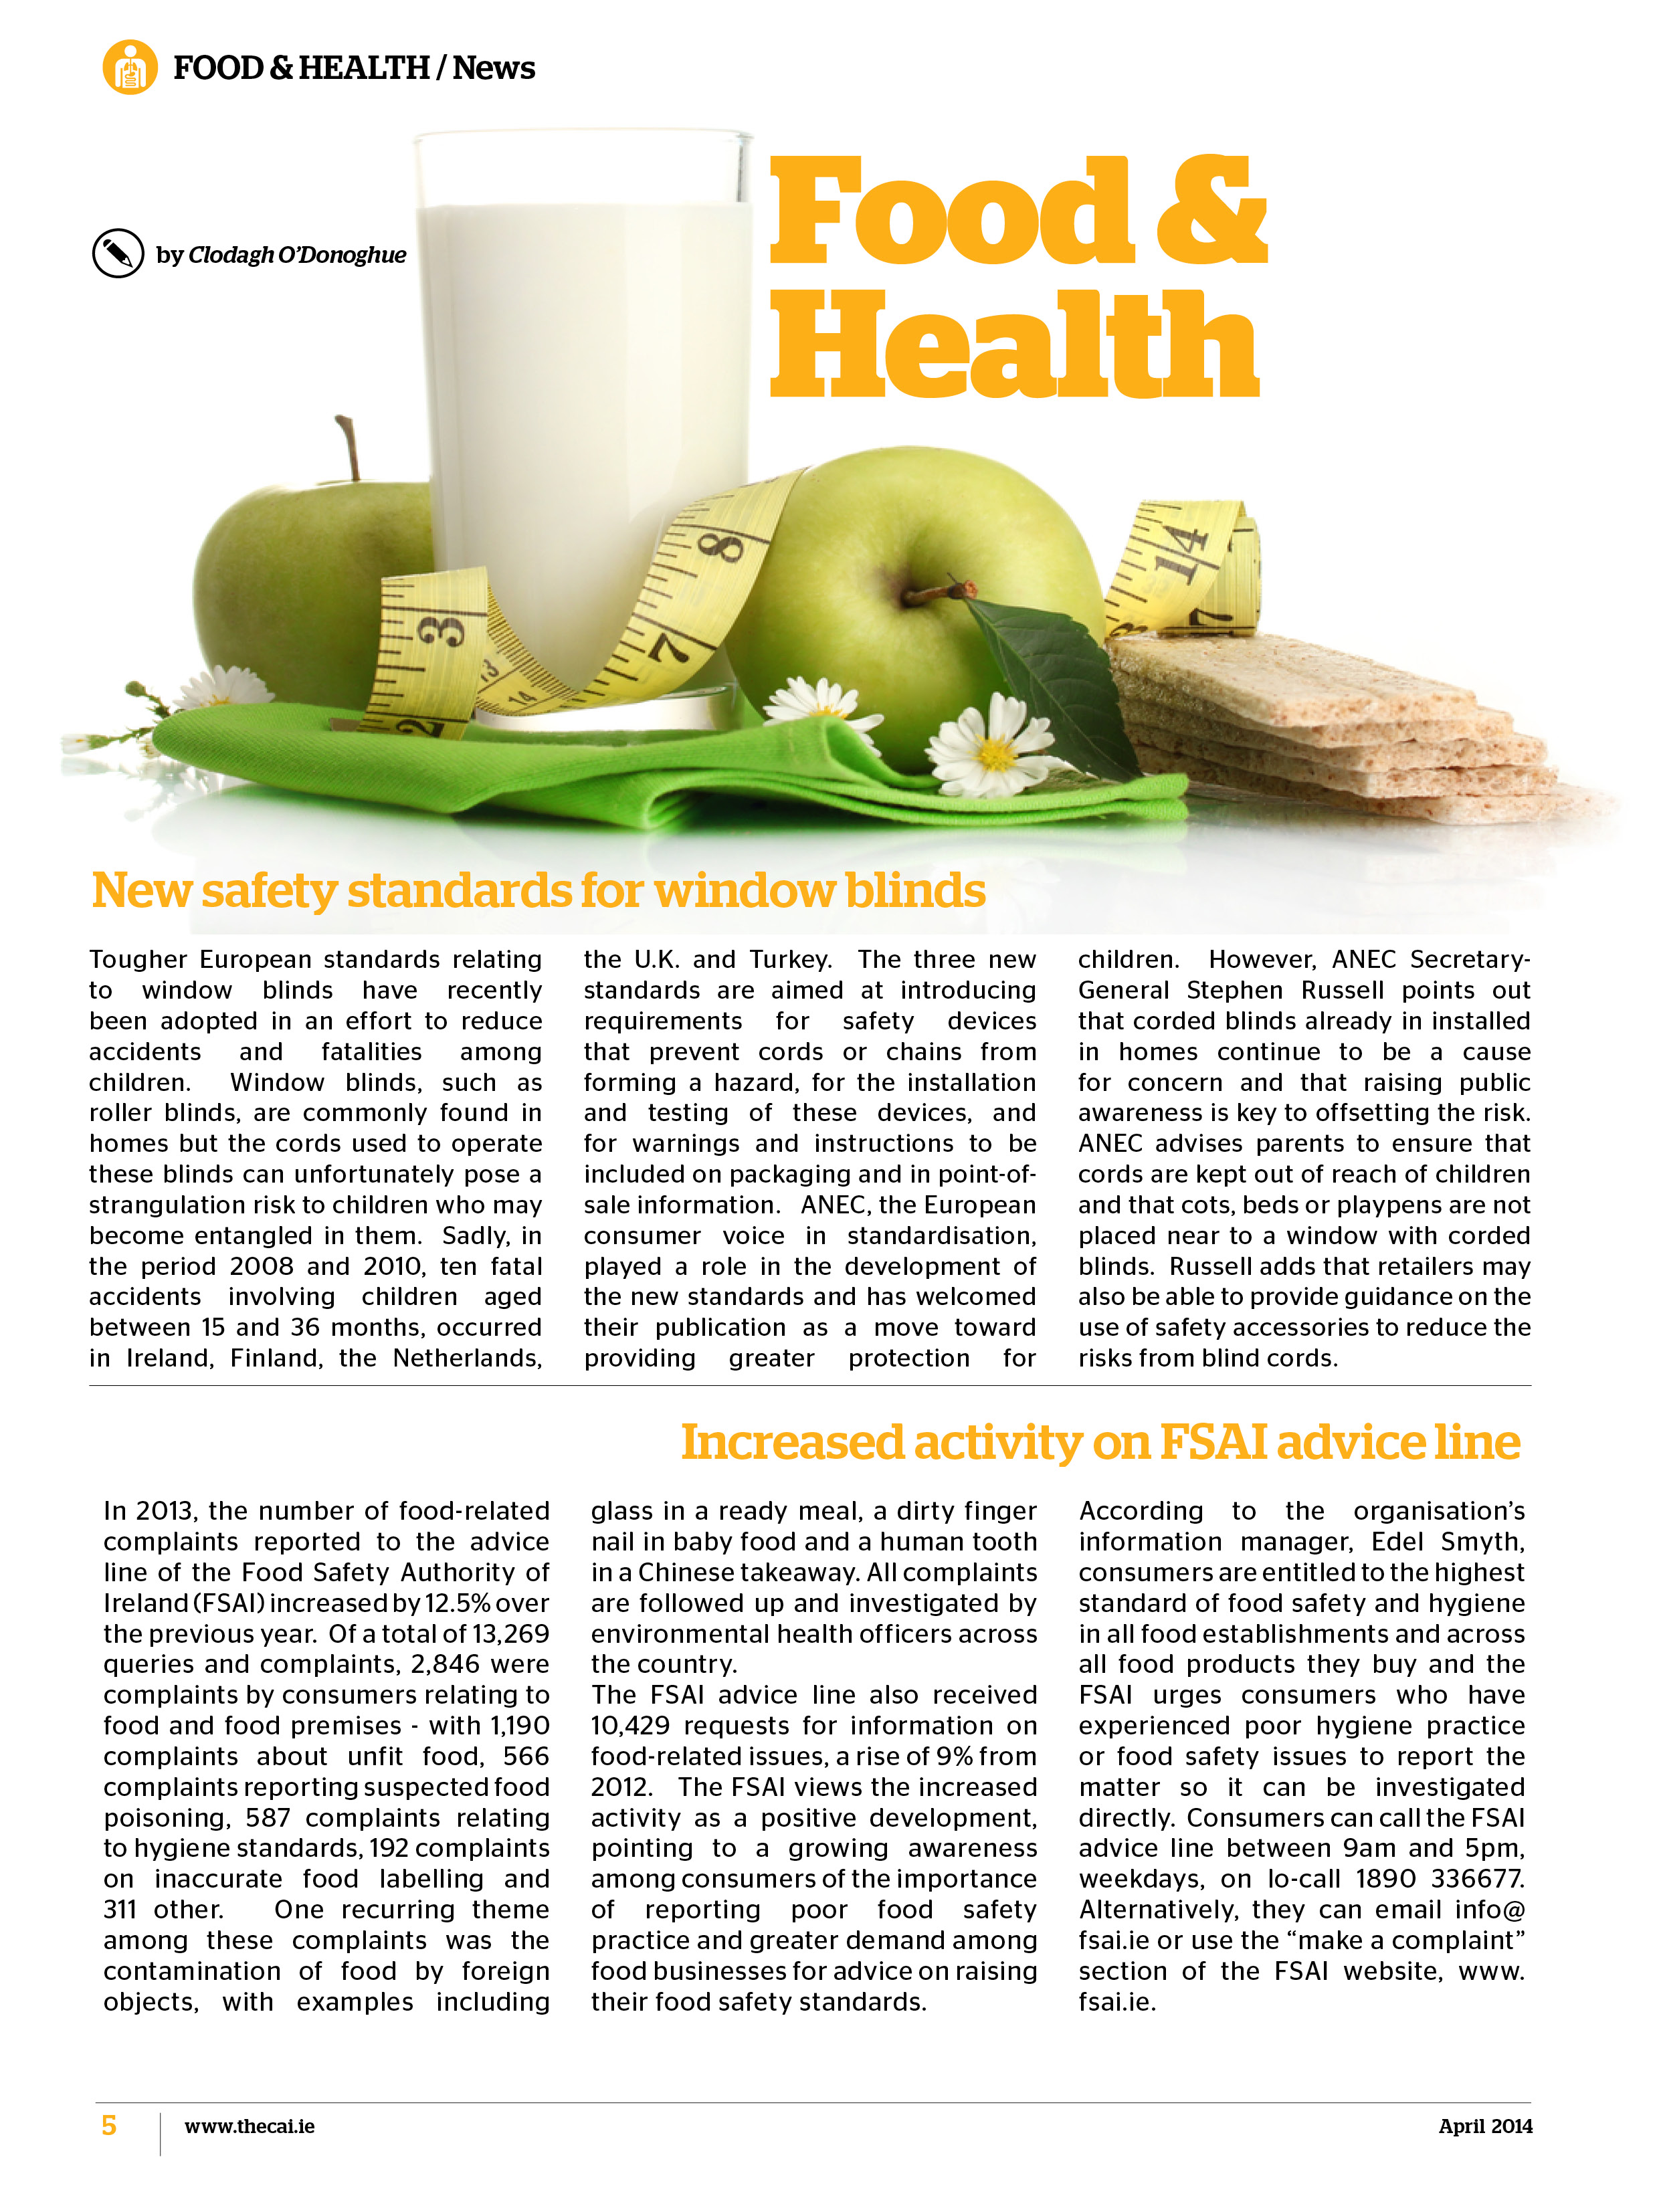 FOOD & HEALTH / News
by Clodagh O'Donoghue
Food &
Health
3
2
13
14
7
8
14
7
8
New safety standards for window blinds
Tougher European standards relating
to window blinds have recently
been adopted in an effort to reduce
accidents and fatalities among
children. Window blinds, such as
roller blinds, are commonly found in
homes but the cords used to operate
these blinds can unfortunately pose a
strangulation risk to children who may
become entangled in them. Sadly, in
the period 2008 and 2010, ten fatal
accidents involving children aged
between 15 and 36 months, occurred
in Ireland, Finland, the Netherlands,
the U.K. and Turkey. The three new
standards are aimed at introducing
requirements for safety devices
that prevent cords or chains from
forming a hazard, for the installation
and testing of these devices, and
for warnings and instructions to be
included on packaging and in point-of-
sale information. ANEC, the European
consumer voice in standardisation,
played a role in the development of
the new standards and has welcomed
their publication as a move toward
providing greater protection for
children. However, ANEC Secretary-
General Stephen Russell points out
that corded blinds already in installed
in homes continue to be a cause
for concern and that raising public
awareness is key to offsetting the risk.
ANEC advises parents to ensure that
cords are kept out of reach of children
and that cots, beds or playpens are not
placed near to a window with corded
blinds. Russell adds that retailers may
also be able to provide guidance on the
use of safety accessories to reduce the
risks from blind cords.
Increased activity on FSAI advice line
In 2013, the number of food-related
complaints reported to the advice
line of the Food Safety Authority of
Ireland (FSAI) increased by 12.5% over
the previous year. Of a total of 13,269
queries and complaints, 2,846 were
complaints by consumers relating to
food and food premises - with 1,190
complaints about unfit food, 566
complaints reporting suspected food
poisoning, 587 complaints relating
to hygiene standards, 192 complaints
on inaccurate food labelling and
311 other. One recurring theme
among these complaints was the
contamination of food by foreign
objects, with examples including
glass in a ready meal, a dirty finger
nail in baby food and a human tooth
in a Chinese takeaway. All complaints
are followed up and investigated by
environmental health officers across
the country.
The FSAI advice line also received
10,429 requests for information on
food-related issues, a rise of 9% from
2012. The FSAI views the increased
activity as a positive development,
pointing to a growing awareness
among consumers of the importance
of reporting poor food safety
practice and greater demand among
food businesses for advice on raising
their food safety standards.
According to the organisation's
information manager, Edel Smyth,
consumers are entitled to the highest
standard of food safety and hygiene
in all food establishments and across
all food products they buy and the
FSAI urges consumers who have
experienced poor hygiene practice
or food safety issues to report the
matter so it can be investigated
directly. Consumers can call the FSAI
advice line between 9am and 5pm,
weekdays, on lo-call 1890 336677.
Alternatively, they can email info@
fsai.ie or use the “make a complaint”
section of the FSAI website, www.
fsai.ie.
5
www.thecai.ie
April 2014